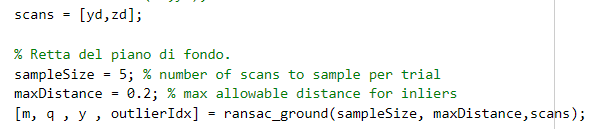 scans = [yd,zd];
% Retta del piano di fondo.
sampleSize = 5; % number of scans to sample per trial
maxDistance = 0.2; % max allowable distance for inliers
[m, q , y , outlierIdx] = ransac_ground(sampleSize, maxDistance,scans);